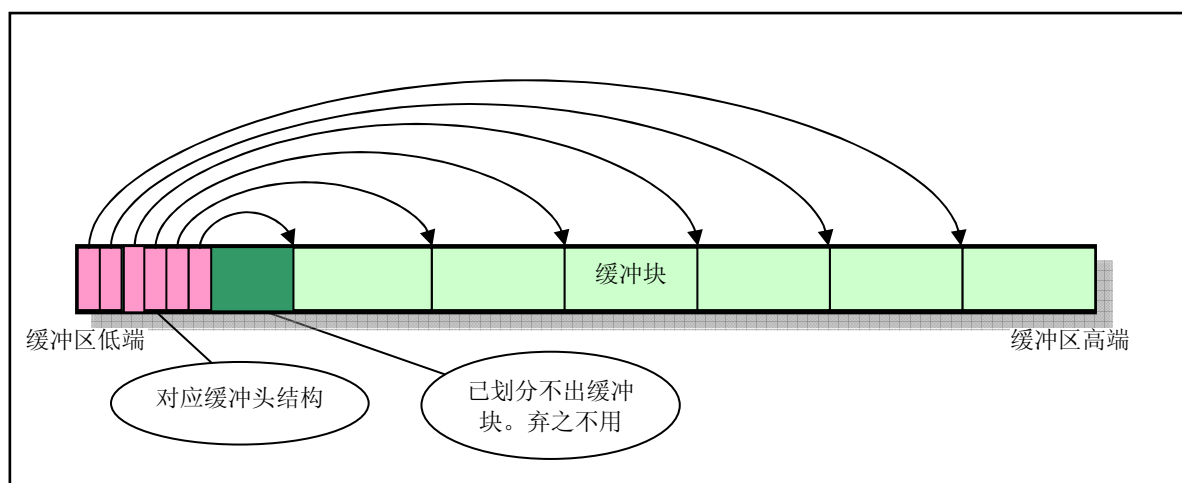 缓冲块
缓冲区低端
缓冲区高端
对应缓冲头结构
已划分不出缓冲
块。弃之不用